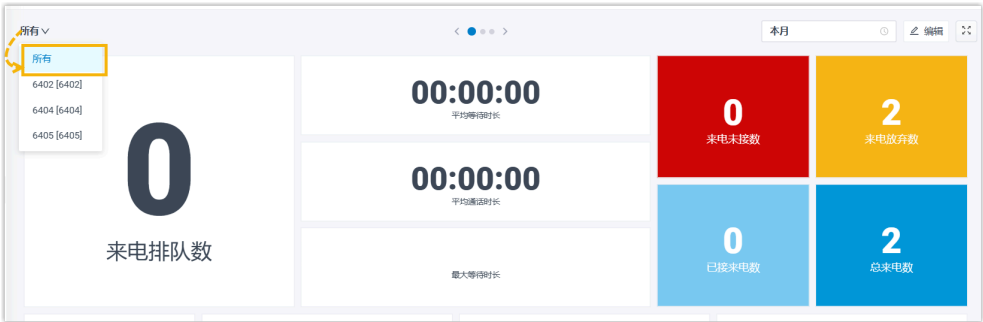 所有
本月
编辑
所有
6402 [6402]
6404 [6404]
6405 [6405]
0
来电排队数
00:00:00
平均等待时长
00:00:00
平均通话时长
最大等待时长
0
来电未接数
2
来电放弃数
0
已接来电数
2
总来电数